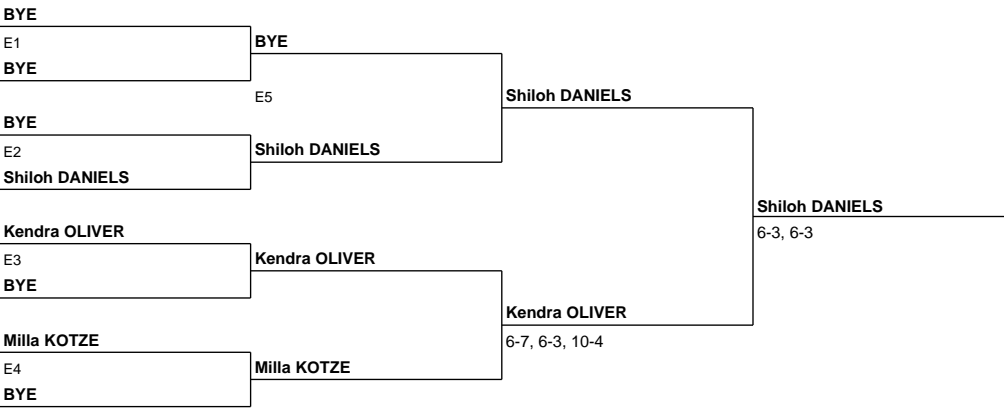 BYE
E1
BYE
BYE
E5
BYE
E2
Shiloh DANIELS
Shiloh DANIELS
Shiloh DANIELS
Kendra OLIVER
E3
BYE
Kendra OLIVER
Milla KOTZE
E4
BYE
Milla KOTZE
Kendra OLIVER
6-7, 6-3, 10-4
Shiloh DANIELS
6-3, 6-3